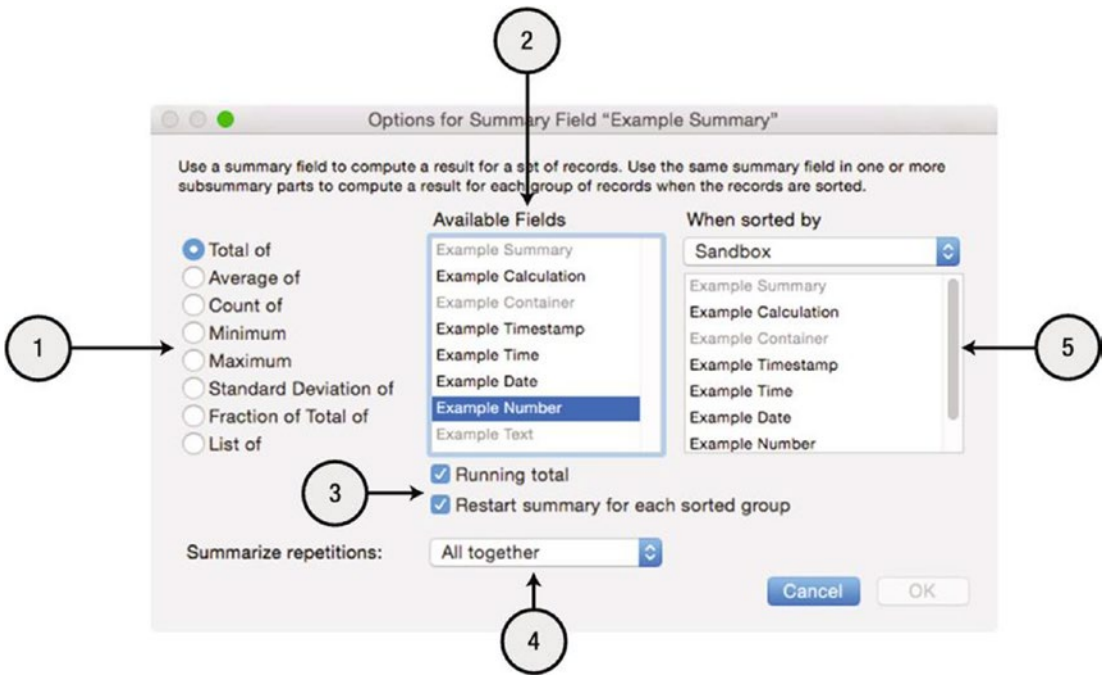 2
Options for Summary Field “Example Summary”
Use a summary field to compute a result for a set of records. Use the same summary field in one or more
subsummary parts to compute a result for each group of records when the records are sorted.
1
Total of
Average of
Count of
Minimum
Maximum
Standard Deviation of
Fraction of Total of
List of
Available Fields
Example Summary
Example Calculation
Example Container
Example Timestamp
Example Time
Example Date
Example Number
Example Text
When sorted by
Sandbox
Example Summary
Example Calculation
Example Container
Example Timestamp
Example Time
Example Date
Example Number
5
3
Running total
Restart summary for each sorted group
Summarize repetitions: All together
Cancel OK
4